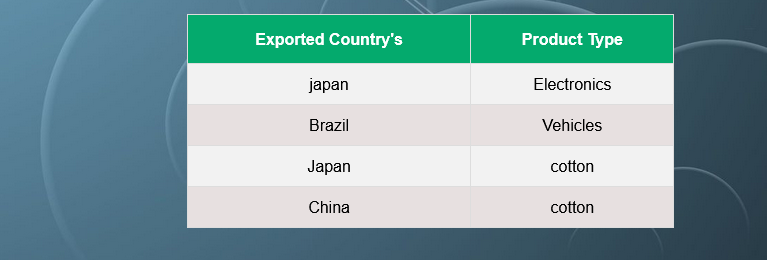 Exported Country's Product Type
japan Electronics
Brazil Vehicles
Japan cotton
China cotton